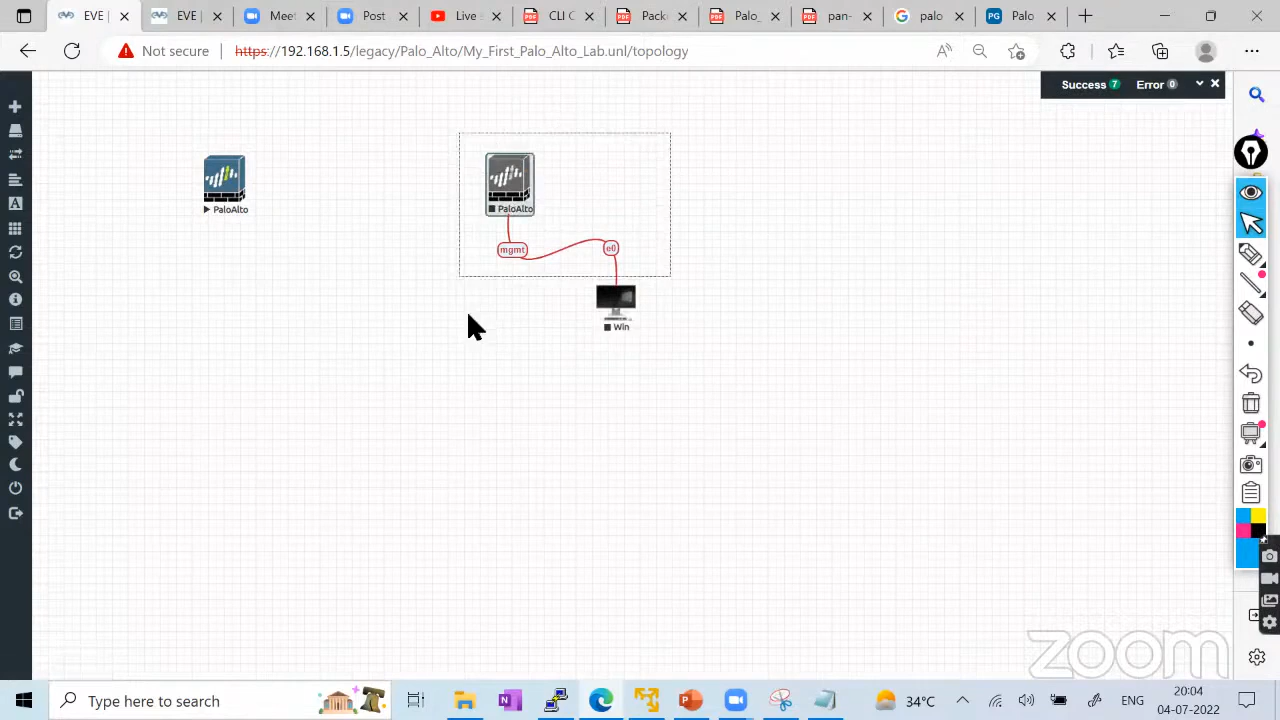 EVE |
EVE
Meet
Post
Live
CLI C
Pack
Palo_
pan-
palo
Palo
Not secure
https://192.168.1.5/legacy/Palo_Alto/My_First_Palo_Alto_Lab.unl/topology
Success 7 Error 0
PaloAlto
PaloAlto
mgmt
e0
Win
zoom
Type here to search
34°C
ENG
20:04
04-07-2022